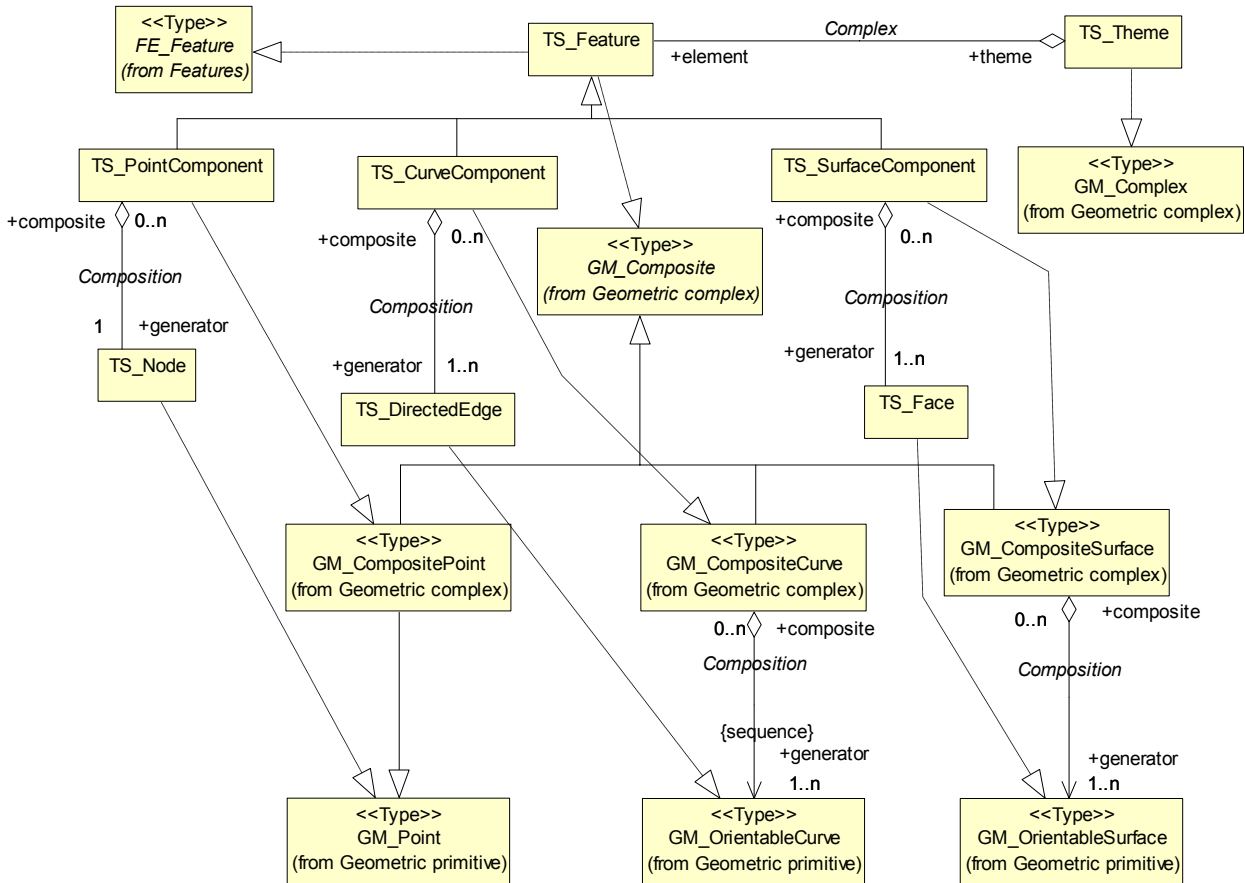 <<Type>>
FE_Feature
(from Features)
TS_Feature
Complex
+element
+theme
TS_Theme
TS_PointComponent
TS_CurveComponent
TS_SurfaceComponent
<<Type>>
GM_Complex
(from Geometric complex)
+composite
0..n
+composite
0..n
+composite
0..n
<<Type>>
GM_Composite
(from Geometric complex)
Composition
Composition
Composition
1
+generator
+generator
1..n
+generator
1..n
TS_Node
TS_DirectedEdge
TS_Face
<<Type>>
GM_CompositePoint
(from Geometric complex)
<<Type>>
GM_CompositeCurve
(from Geometric complex)
<<Type>>
GM_CompositeSurface
(from Geometric complex)
0..n
+composite
0..n
+composite
Composition
Composition
{sequence}
+generator
1..n
+generator
1..n
<<Type>>
GM_Point
(from Geometric primitive)
<<Type>>
GM_OrientableCurve
(from Geometric primitive)
<<Type>>
GM_OrientableSurface
(from Geometric primitive)